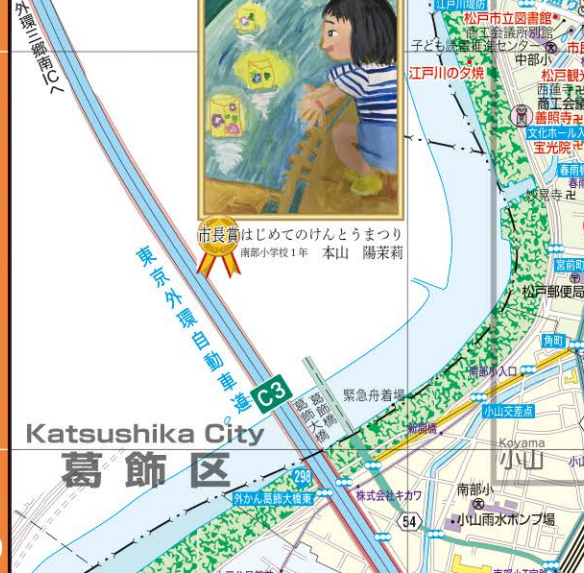 外環三郷南ICへ
江戸川堤防
松戸市立図書館
商工会議所別館
子ども読書推進センター
中部小
江戸川の夕焼
松戸観光
西蓮寺卍
商工会議
善照寺卍
文化ホール入
宝光院卍
春雨橋
妙見寺卍
市長賞 はじめてのけんとうまつり
南部小学校1年 本山 陽茉莉
宮前町
松戸郵便局
東京外環自動車道
角町
C3
南部小入口
葛飾大橋
葛飾橋
緊急舟着場
小山交差点
新葛橋
Katsushika City
葛飾区
Koyama
小山
298
外かん葛飾大橋東
株式会社キカワ
南部小
54
小山雨水ポンプ場